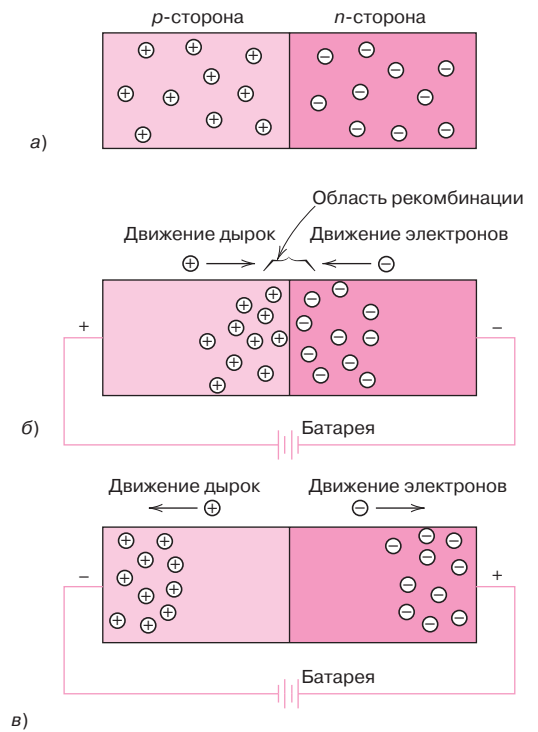 p-сторона n-сторона
а)
Область рекомбинации
Движение дырок Движение электронов
+ −
+ −
Батарея
б)
Движение дырок Движение электронов
+ −
− +
Батарея
в)